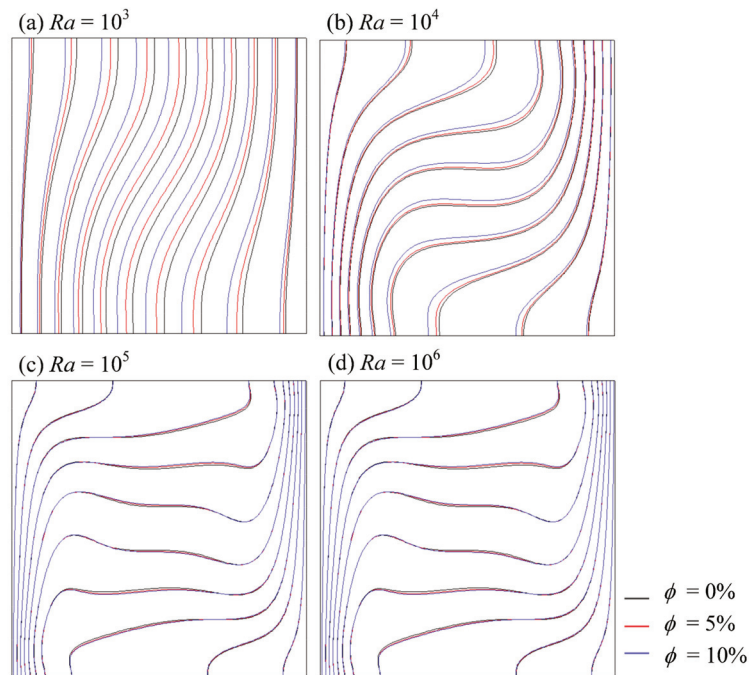 (a) Ra = 10³
(b) Ra = 10⁴
(c) Ra = 10⁵
(d) Ra = 10⁶
ϕ = 0%
ϕ = 5%
ϕ = 10%